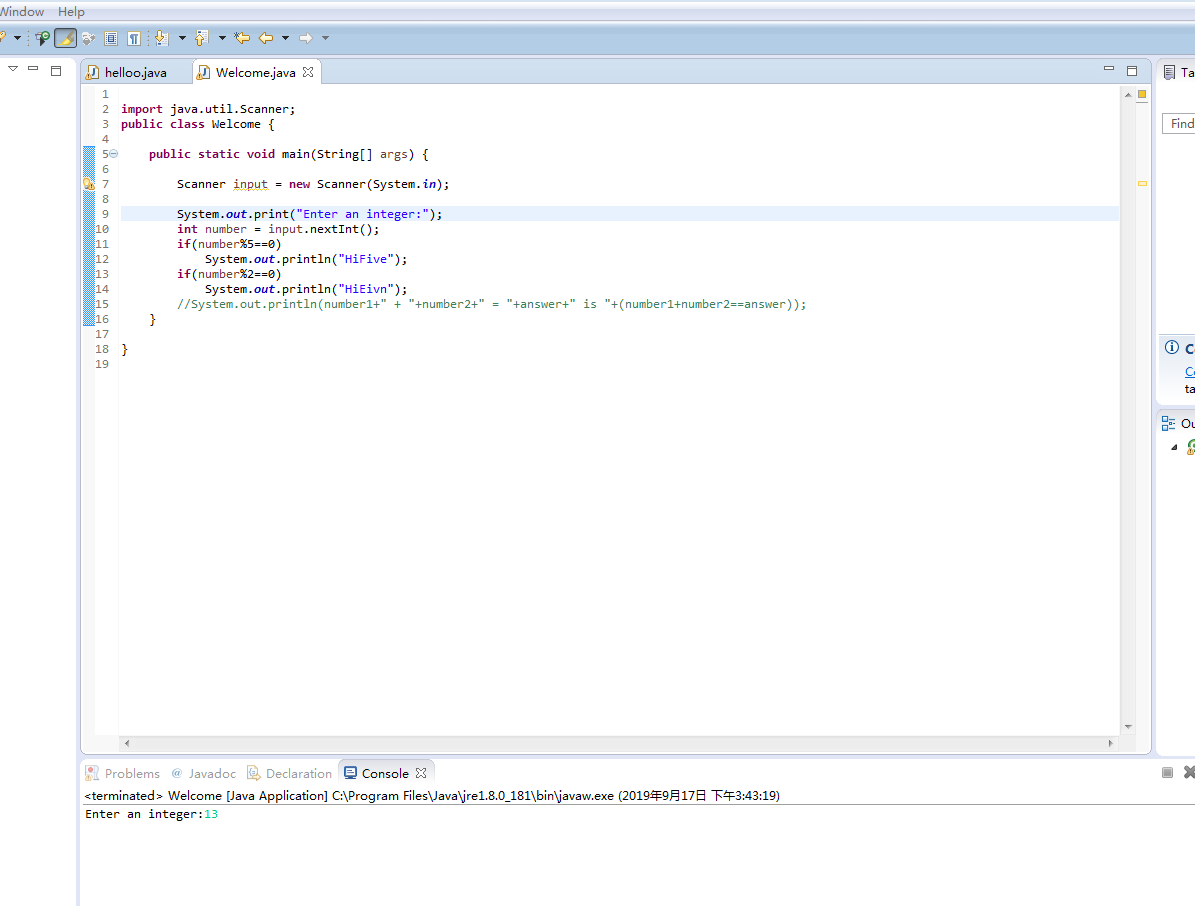 Window Help
helloo.java Welcome.java
Ta
Find
1
2 import java.util.Scanner;
3 public class Welcome {
4
5 public static void main(String[] args) {
6
7 Scanner input = new Scanner(System.in);
8
9 System.out.print("Enter an integer:");
10 int number = input.nextInt();
11 if(number%5==0)
12 System.out.println("HiFive");
13 if(number%2==0)
14 System.out.println("HiEivn");
15 //System.out.println(number1+" + "+number2+" = "+answer+" is "+(number1+number2==answer));
16 }
17
18 }
19
C
Co
ta
Ou
Problems @ Javadoc Declaration Console
<terminated> Welcome [Java Application] C:\Program Files\Java\jre1.8.0_181\bin\javaw.exe (2019年9月17日 下午3:43:19)
Enter an integer:13